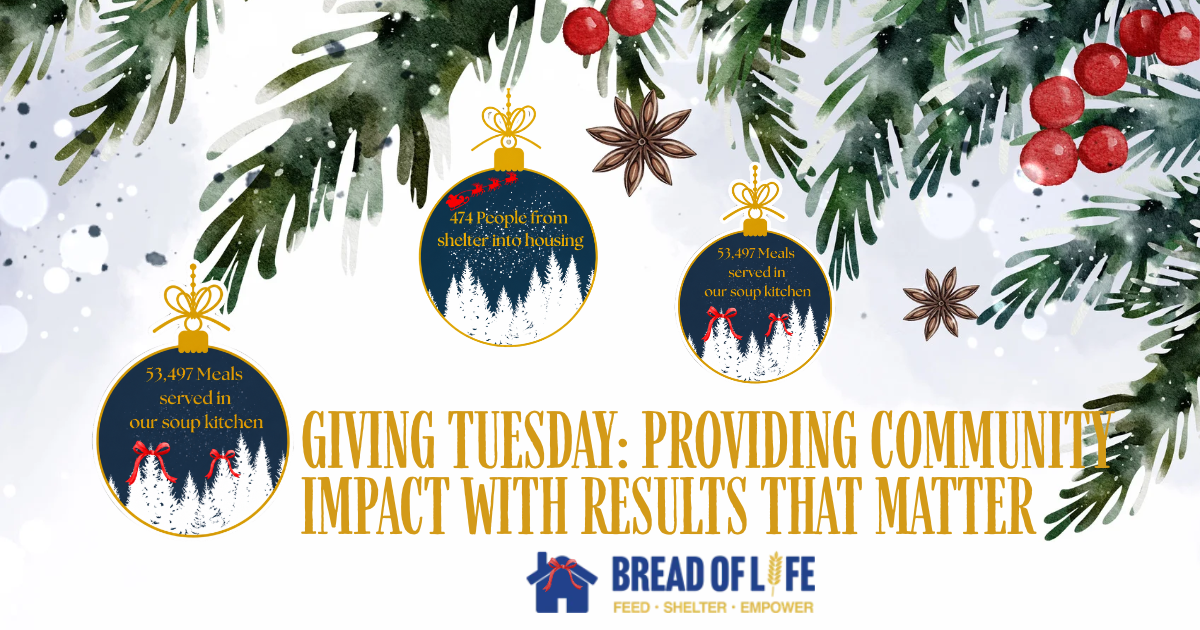 474 People from
shelter into housing
53,497 Meals
served in
our soup kitchen
53,497 Meals
served in
our soup kitchen
GIVING TUESDAY: PROVIDING COMMUNITY
IMPACT WITH RESULTS THAT MATTER
BREAD OF LIFE
FEED · SHELTER · EMPOWER